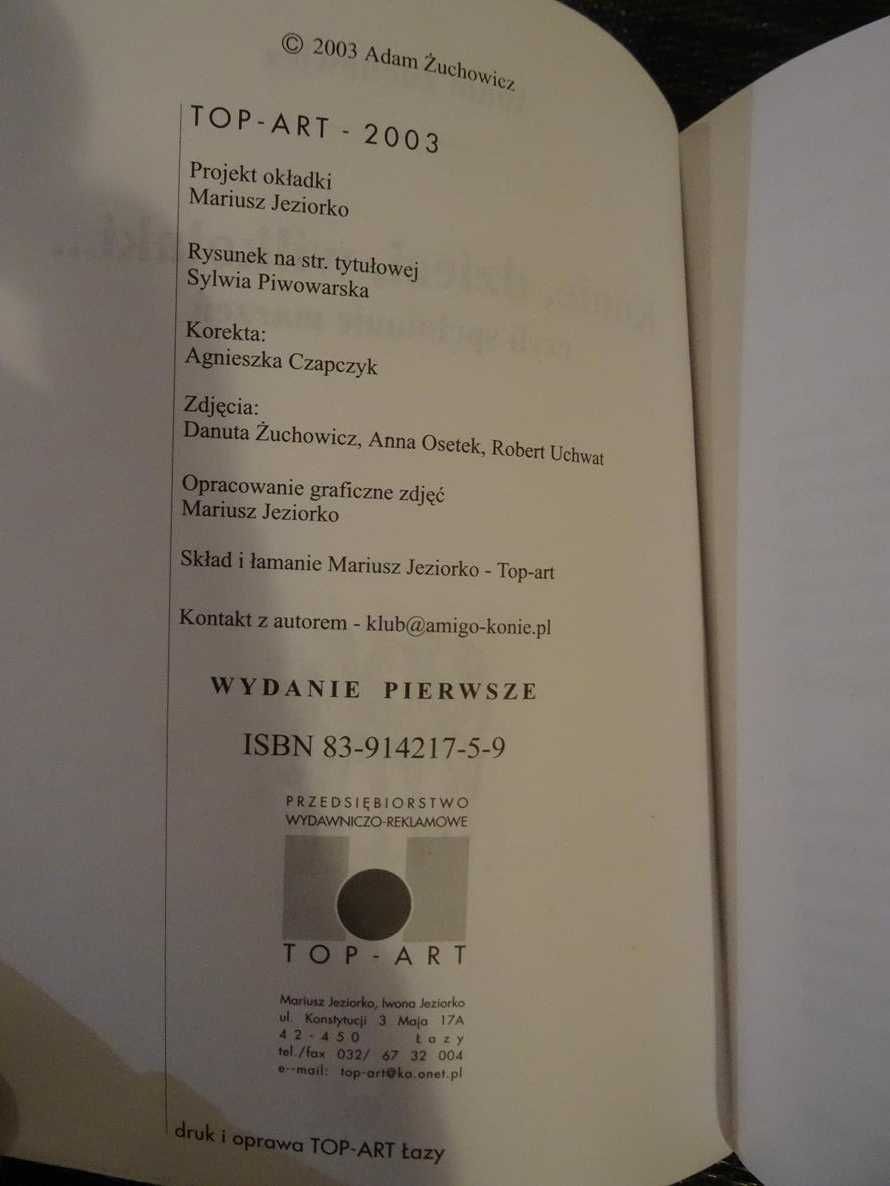 © 2003 Adam Żuchowicz
TOP-ART - 2003
Projekt okładki
Mariusz Jeziorko
Rysunek na str. tytułowej
Sylwia Piwowarska
Korekta:
Agnieszka Czapczyk
Zdjęcia:
Danuta Żuchowicz, Anna Osetek, Robert Uchwat
Opracowanie graficzne zdjęć
Mariusz Jeziorko
Skład i łamanie Mariusz Jeziorko - Top-art
Kontakt z autorem - klub@amigo-konie.pl
WYDANIE PIERWSZE
ISBN 83-914217-5-9
PRZEDSIĘBIORSTWO
WYDAWNICZO-REKLAMOWE
TOP-ART
Mariusz Jeziorko, Iwona Jeziorko
ul. Konstytucji 3 Maja 17A
42-450 Łazy
tel./fax 032/ 67 32 004
e--mail: top-art@ka.onet.pl
druk i oprawa TOP-ART Łazy